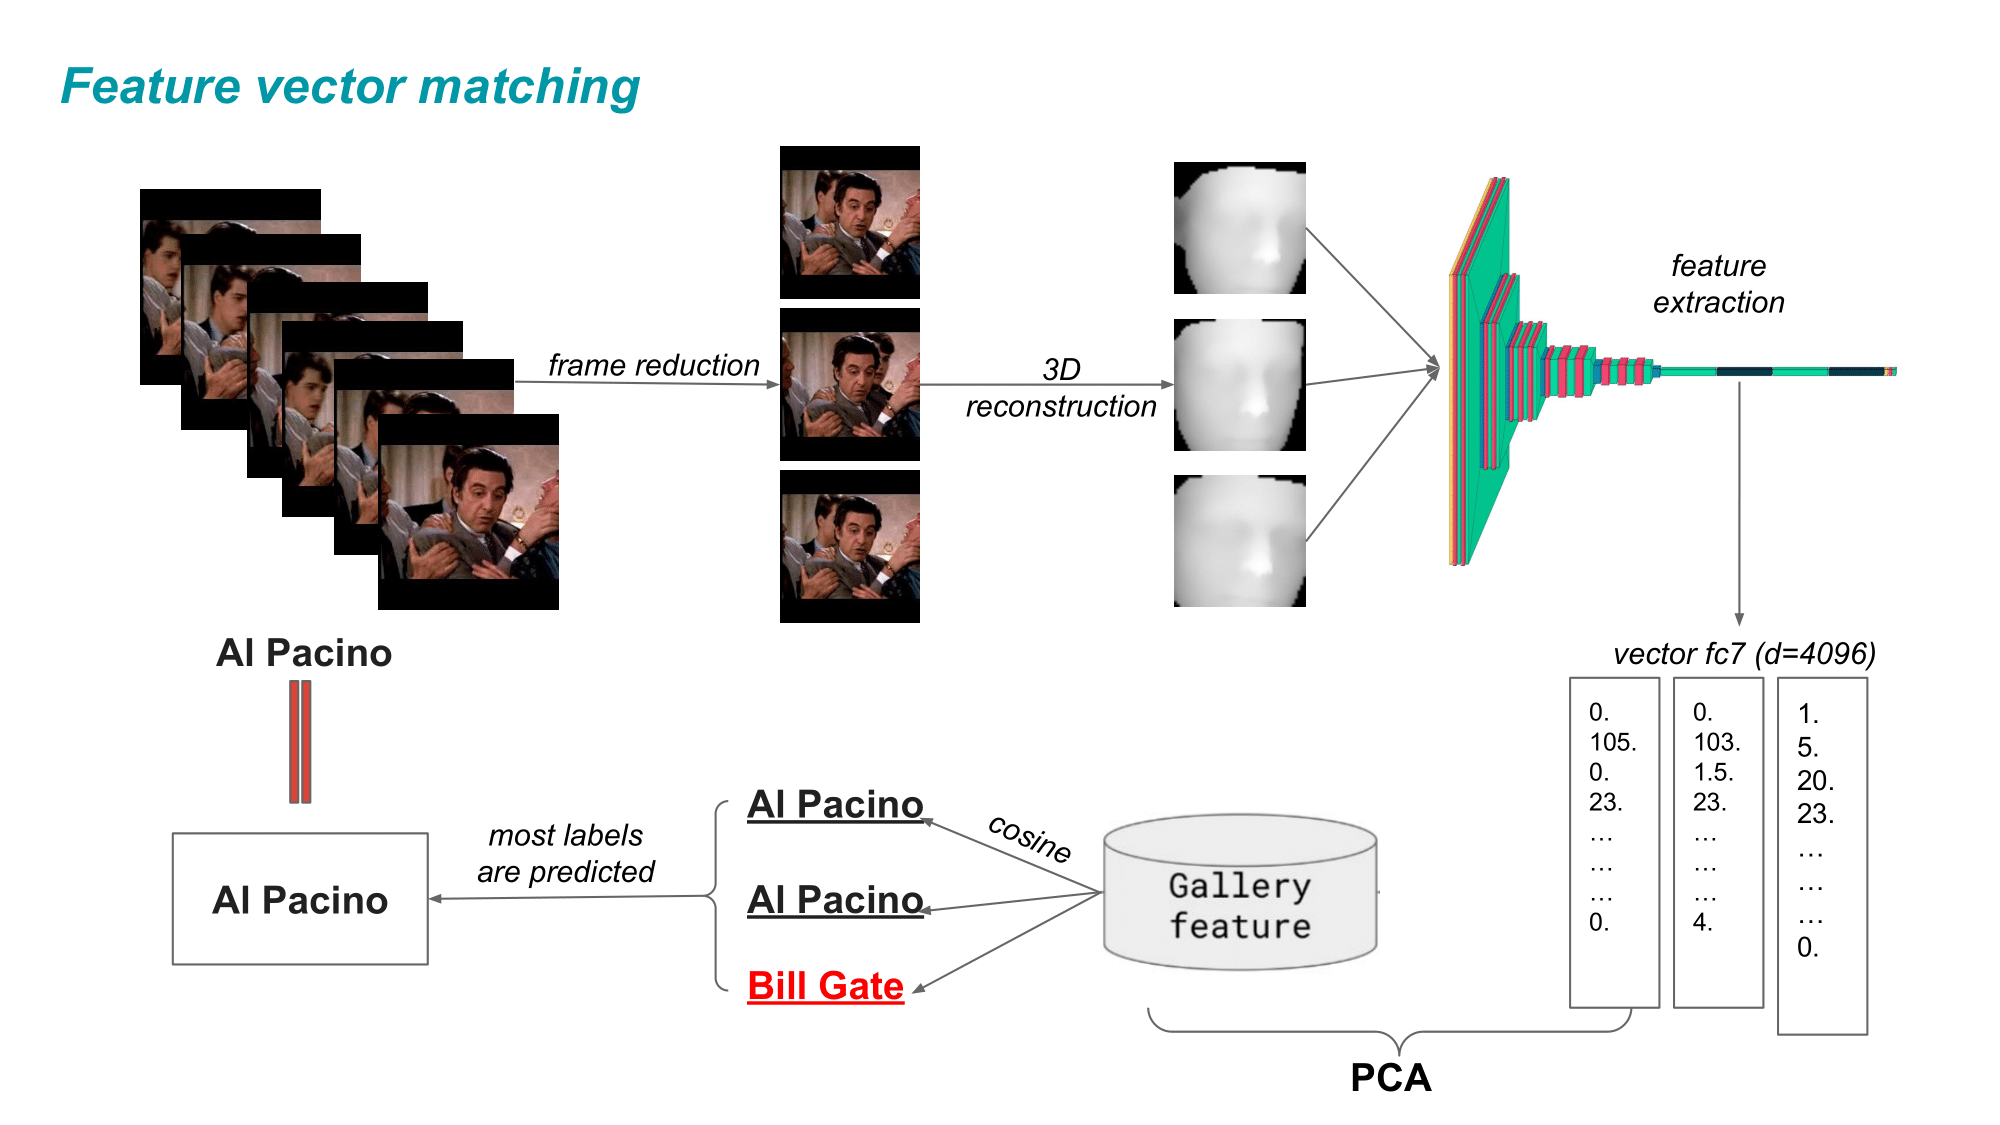 Feature vector matching
frame reduction
3D
reconstruction
feature
extraction
Al Pacino
vector fc7 (d=4096)
0.
105.
0.
23.
…
…
…
0.
0.
103.
1.5.
23.
…
…
…
4.
1.
5.
20.
23.
…
…
…
0.
Al Pacino
most labels
are predicted
Al Pacino
Al Pacino
Bill Gate
cosine
Gallery
feature
PCA